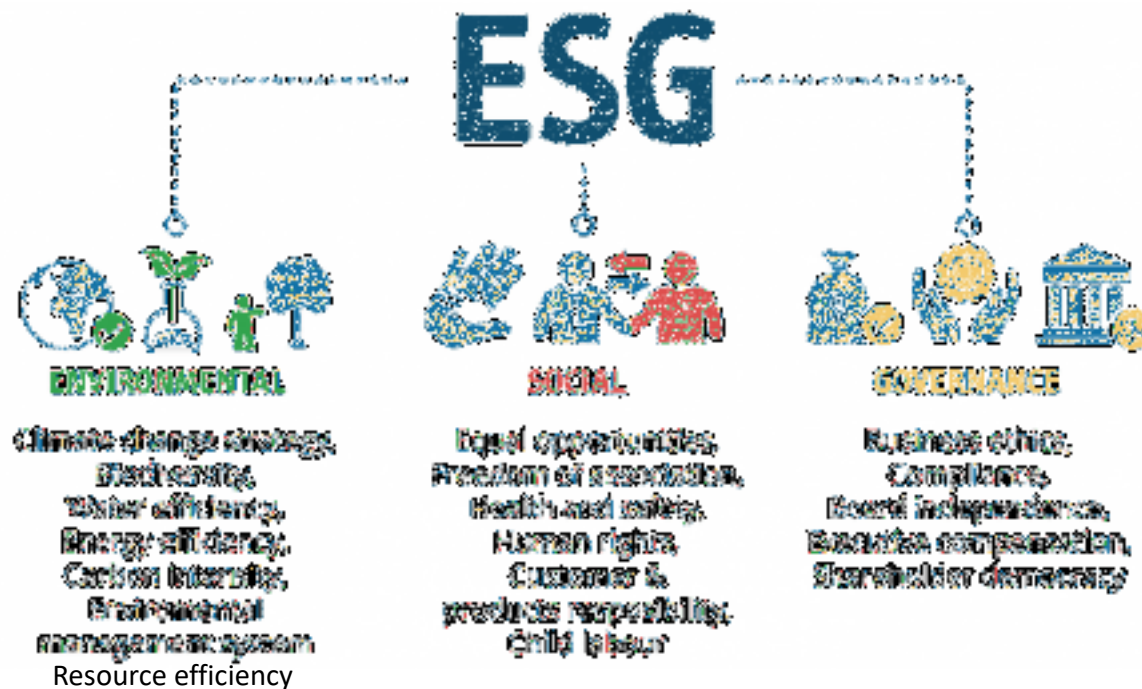 ESG
ENVIRONMENTAL
Climate change strategy,
Biodiversity,
Water efficiency,
Energy efficiency,
Carbon intensity,
Environmental
management system
Resource efficiency
SOCIAL
Equal opportunities,
Freedom of association,
Health and safety,
Human rights,
Customer &
products responsibility,
Child labour
GOVERNANCE
Business ethics,
Compliance,
Board independence,
Executive compensation,
Shareholder democracy